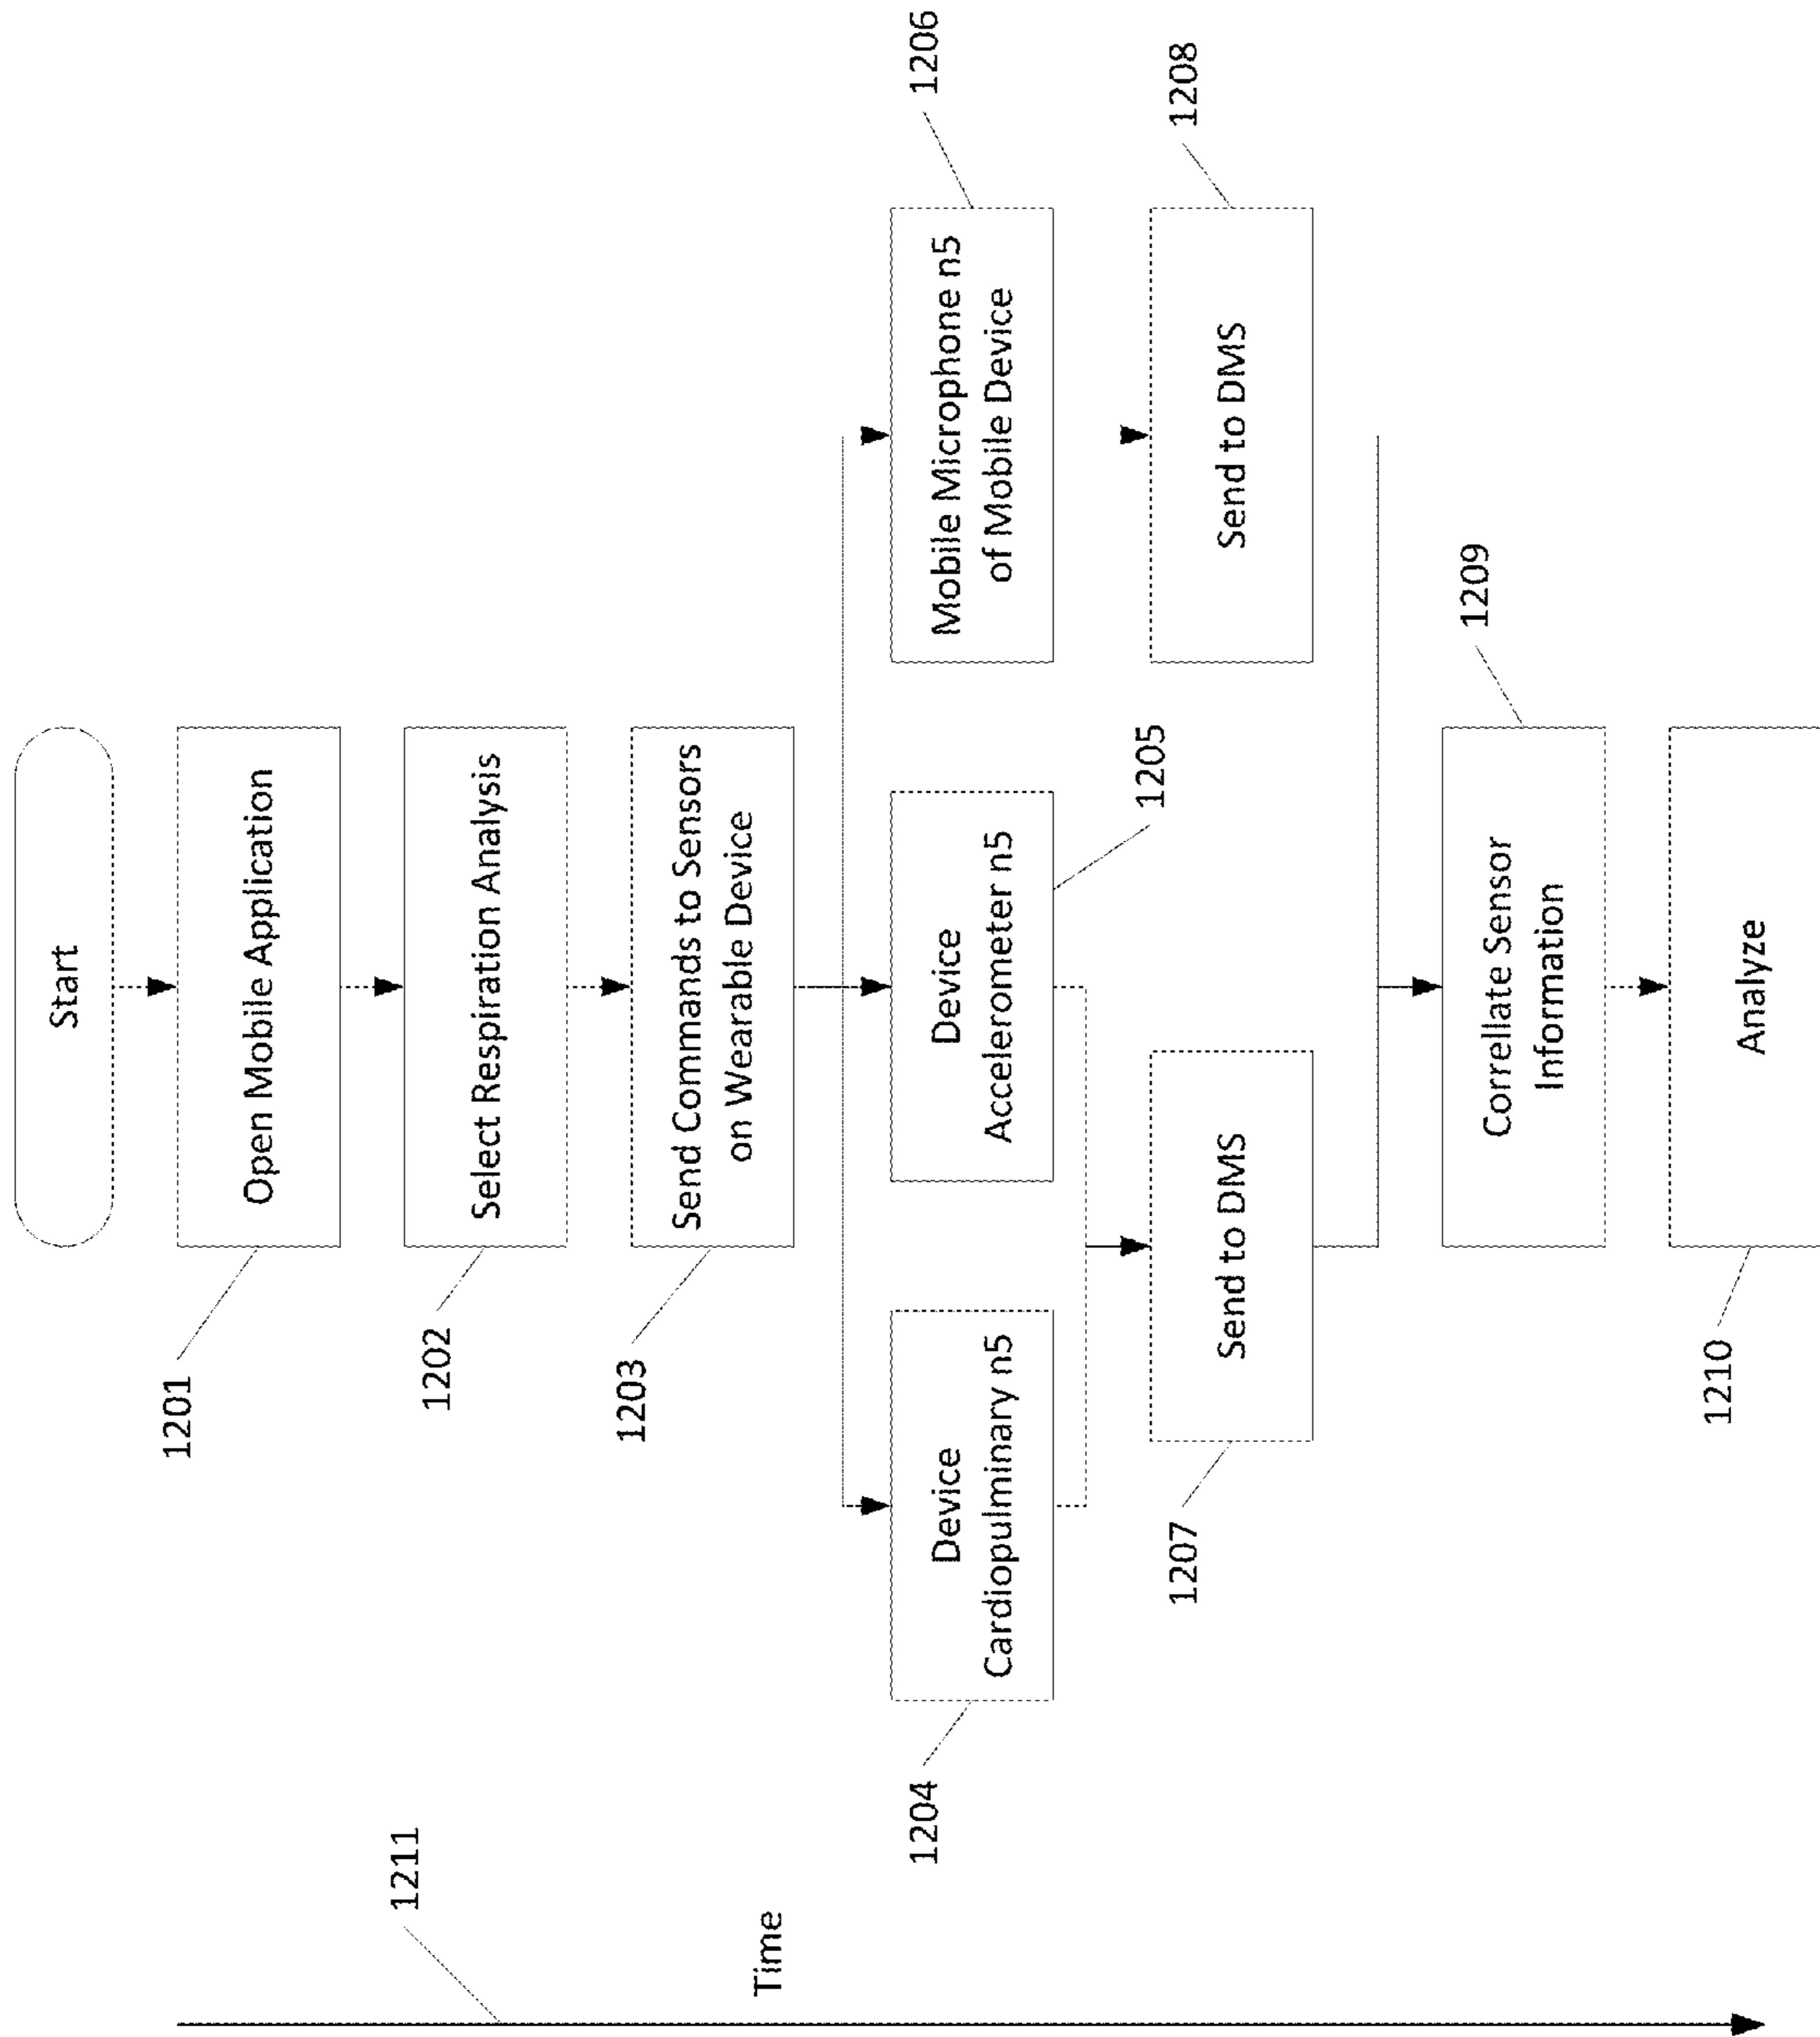 Start
Open Mobile Application
1201
Select Respiration Analysis
1202
Send Commands to Sensors
on Wearable Device
1203
Device
Cardiopulminary n5
1204
Device
Accelerometer n5
1205
Mobile Microphone n5
of Mobile Device
1206
Send to DMS
1207
Send to DMS
1208
Correllate Sensor
Information
1209
Analyze
1210
Time
1211